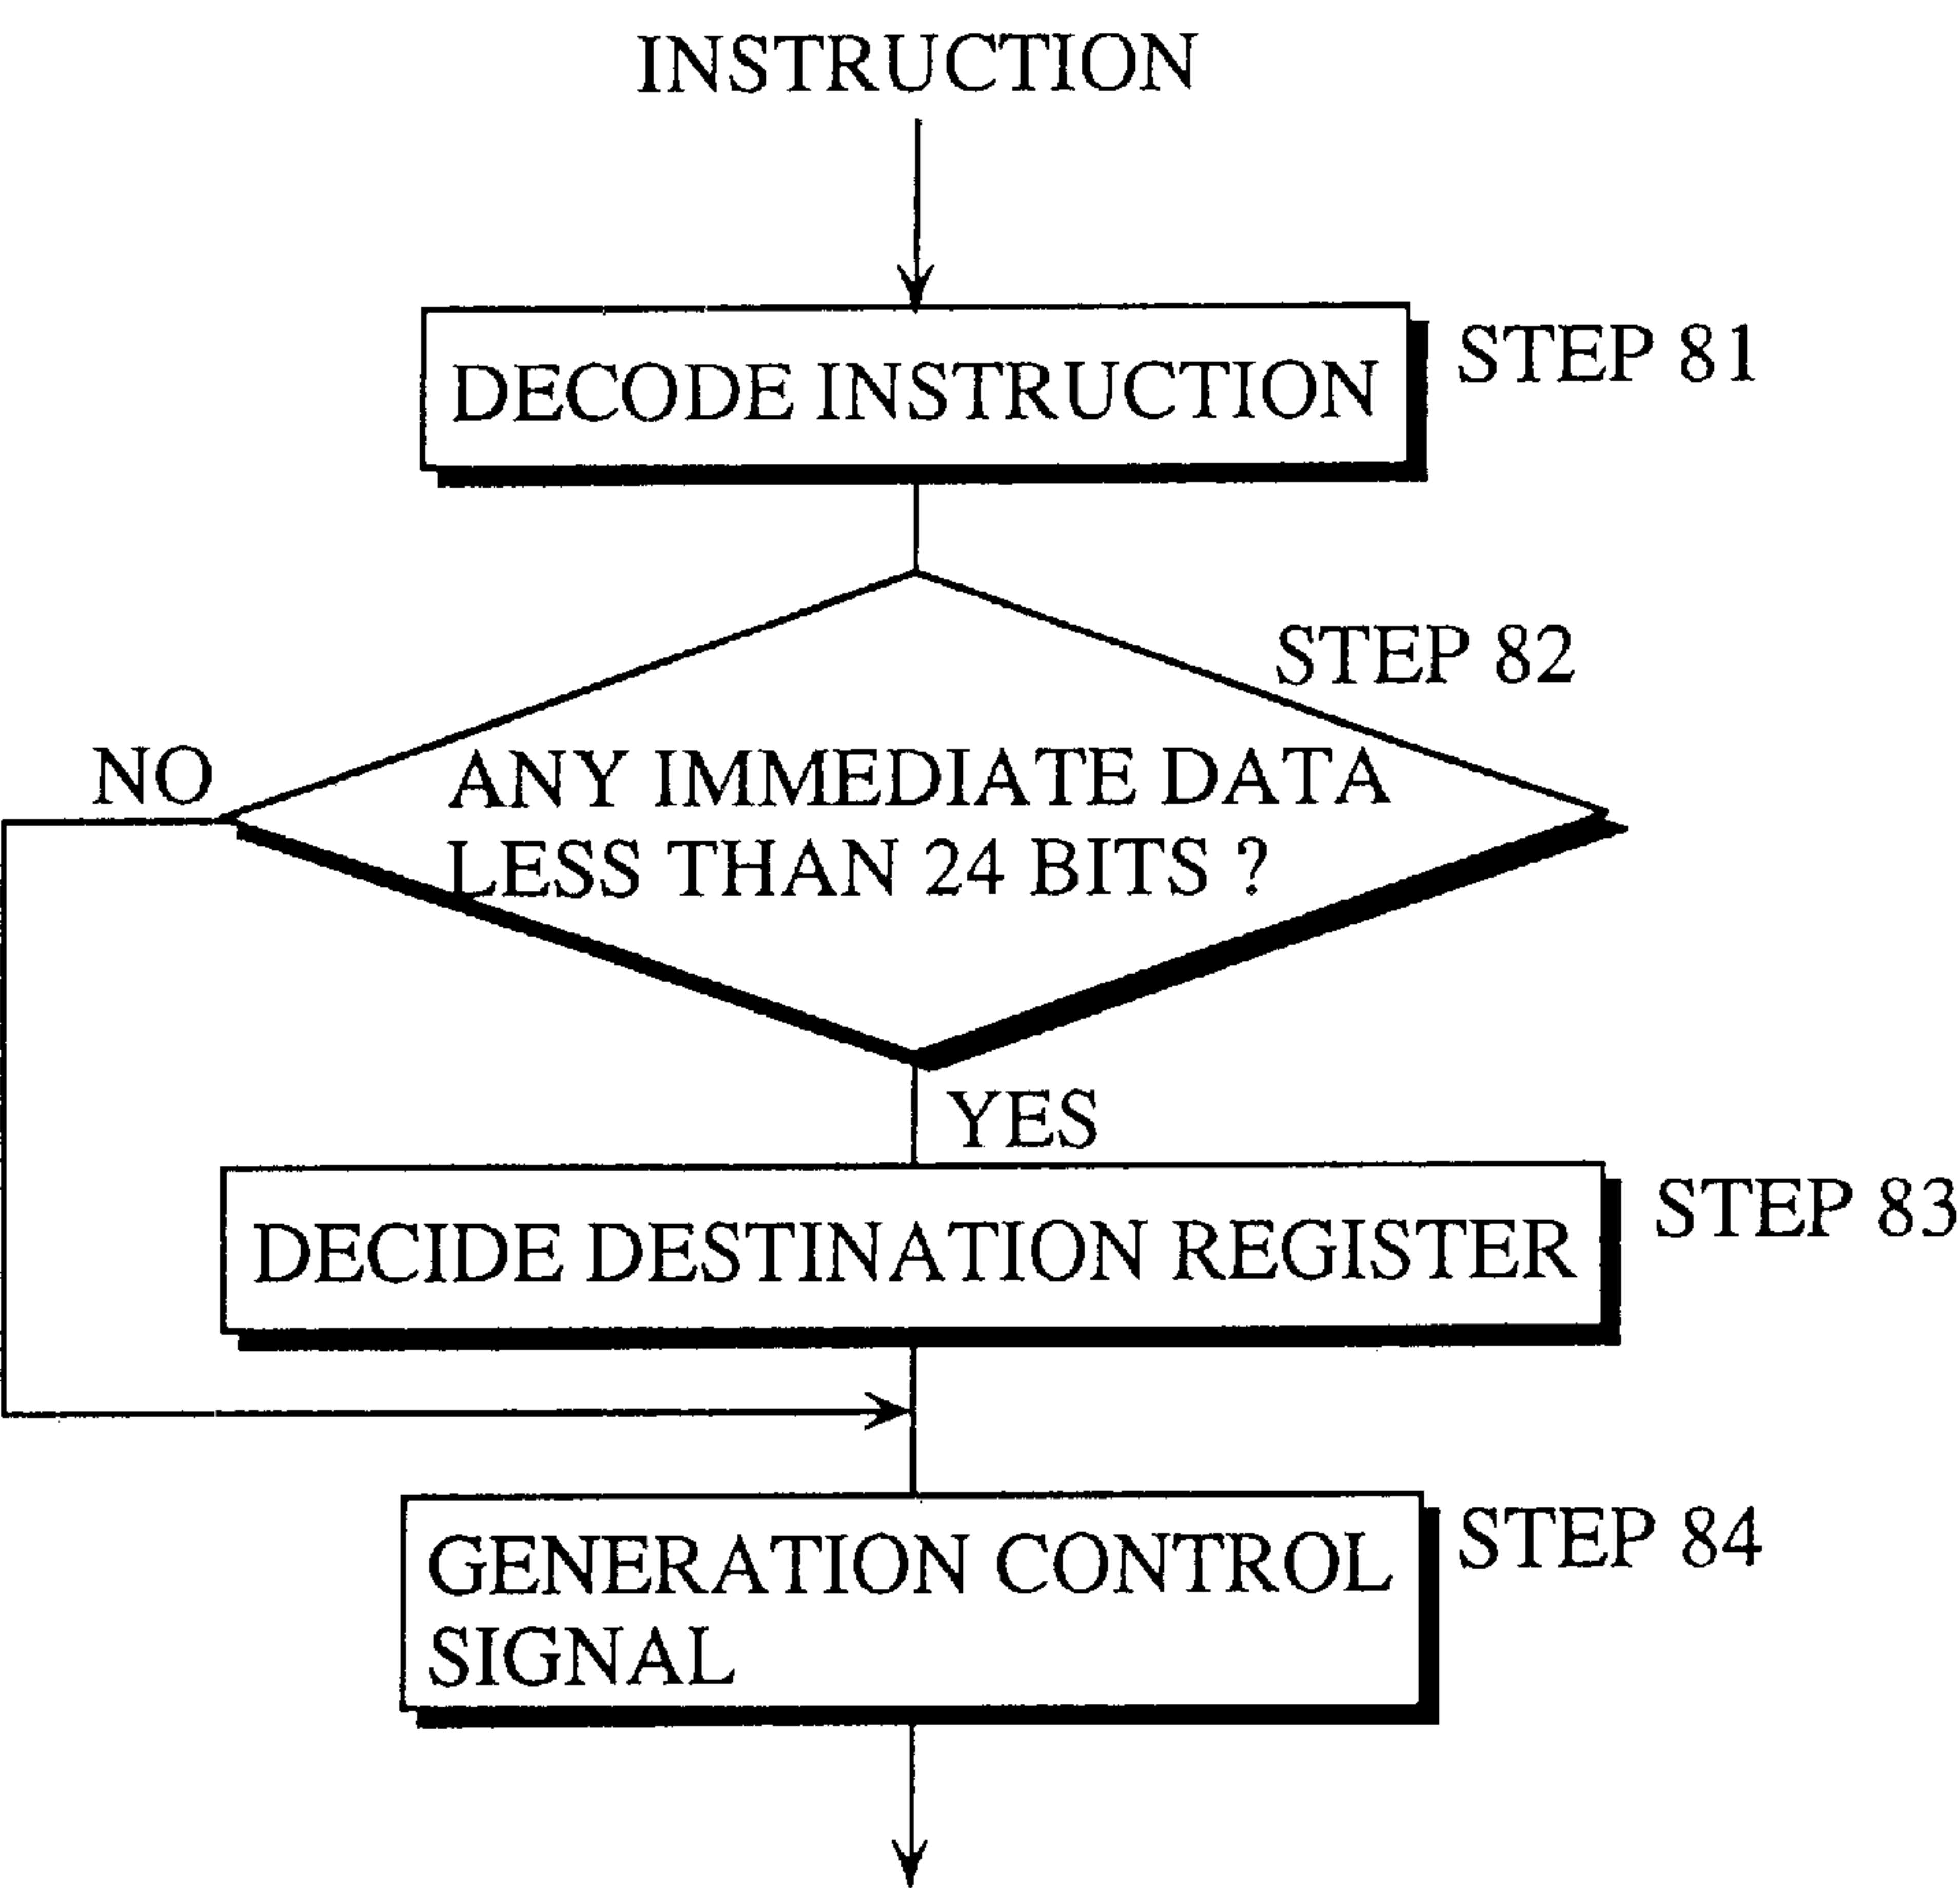 INSTRUCTION
DECODE INSTRUCTION
STEP 81
STEP 82
NO
ANY IMMEDIATE DATA
LESS THAN 24 BITS ?
YES
DECIDE DESTINATION REGISTER
STEP 83
GENERATION CONTROL
SIGNAL
STEP 84